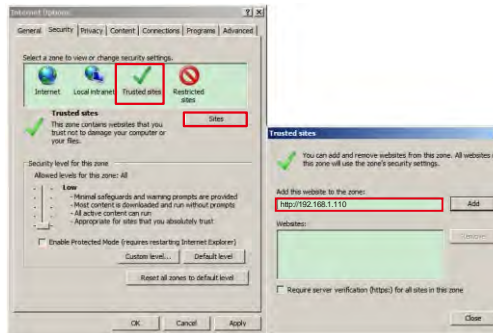 Internet Options
General Security Privacy Content Connections Programs Advanced
Select a zone to view or change security settings.
Internet Local intranet Trusted sites Restricted sites
Trusted sites
This zone contains websites that you
trust not to damage your computer or
your files.
Sites
Security level for this zone
Allowed levels for this zone: All
Low
- Minimal safeguards and warning prompts are provided
- Most content is downloaded and run without prompts
- All active content can run
- Appropriate for sites that you absolutely trust
Enable Protected Mode (requires restarting Internet Explorer)
Custom level... Default level
Reset all zones to default level
OK Cancel Apply
Trusted sites
You can add and remove websites from this zone. All websites
this zone will use the zone's security settings.
Add this website to the zone:
http://192.168.1.110 Add
Websites:
Remove
Require server verification (https:) for all sites in this zone
Close